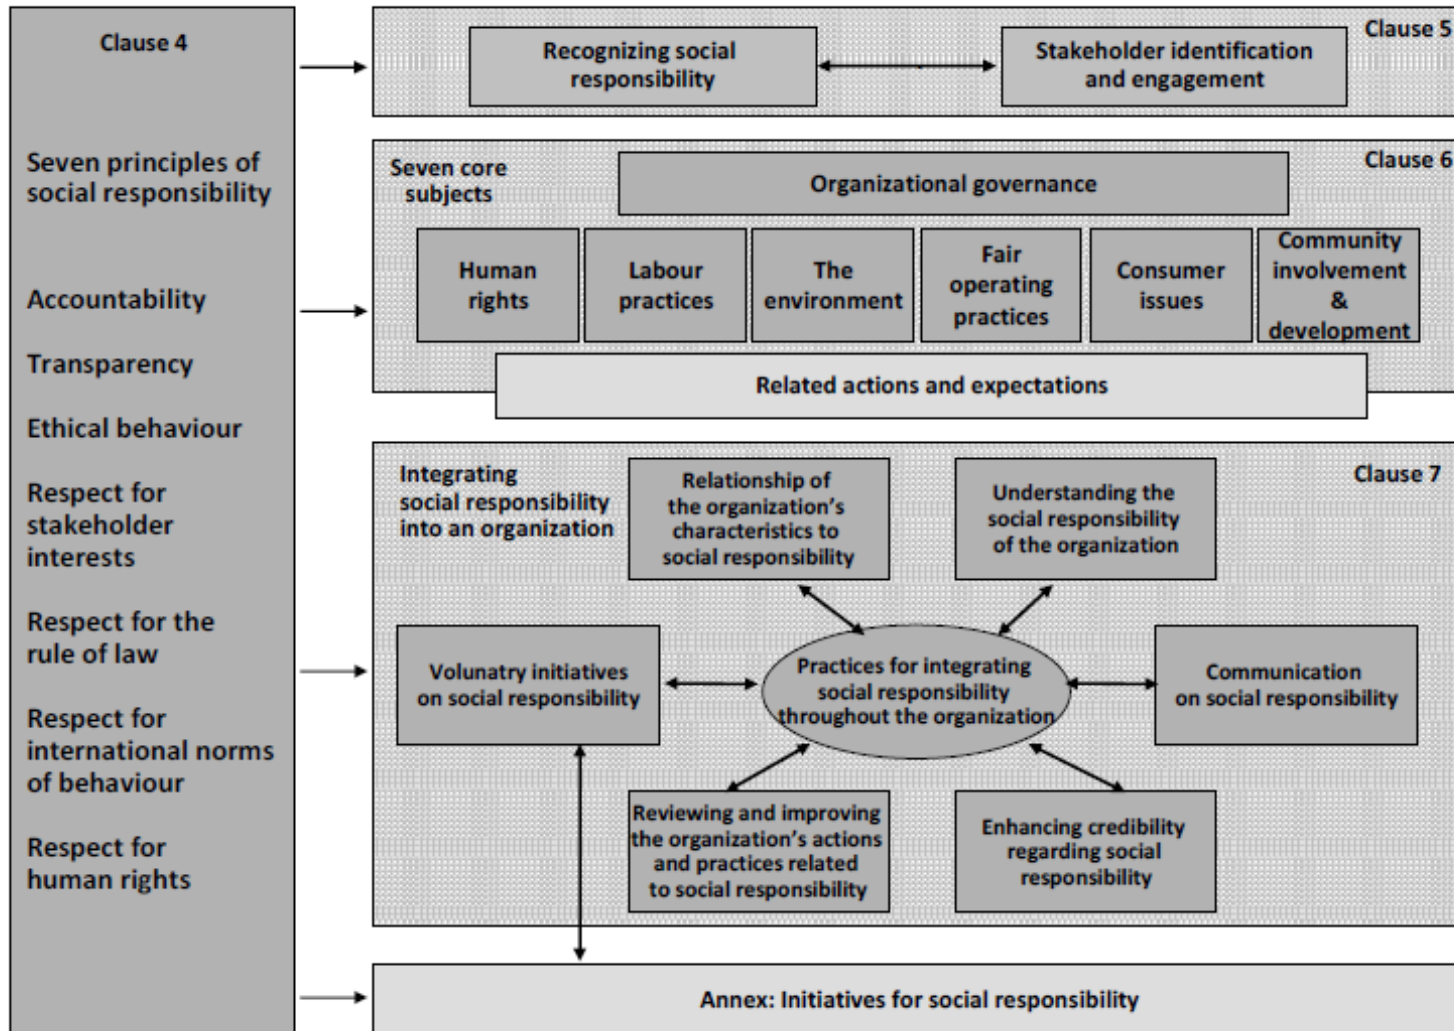 Clause 4
Seven principles of
social responsibility
Accountability
Transparency
Ethical behaviour
Respect for
stakeholder
interests
Respect for the
rule of law
Respect for
international norms
of behaviour
Respect for
human rights
Clause 5
Recognizing social
responsibility
Stakeholder identification
and engagement
Clause 6
Seven core
subjects
Organizational governance
Human
rights
Labour
practices
The
environment
Fair
operating
practices
Consumer
issues
Community
involvement
&
development
Related actions and expectations
Clause 7
Integrating
social responsibility
into an organization
Relationship of
the organization's
characteristics to
social responsibility
Understanding the
social responsibility
of the organization
Volunatry initiatives
on social responsibility
Practices for integrating
social responsibility
throughout the organization
Communication
on social responsibility
Reviewing and improving
the organization's actions
and practices related
to social responsibility
Enhancing credibility
regarding social
responsibility
Annex: Initiatives for social responsibility